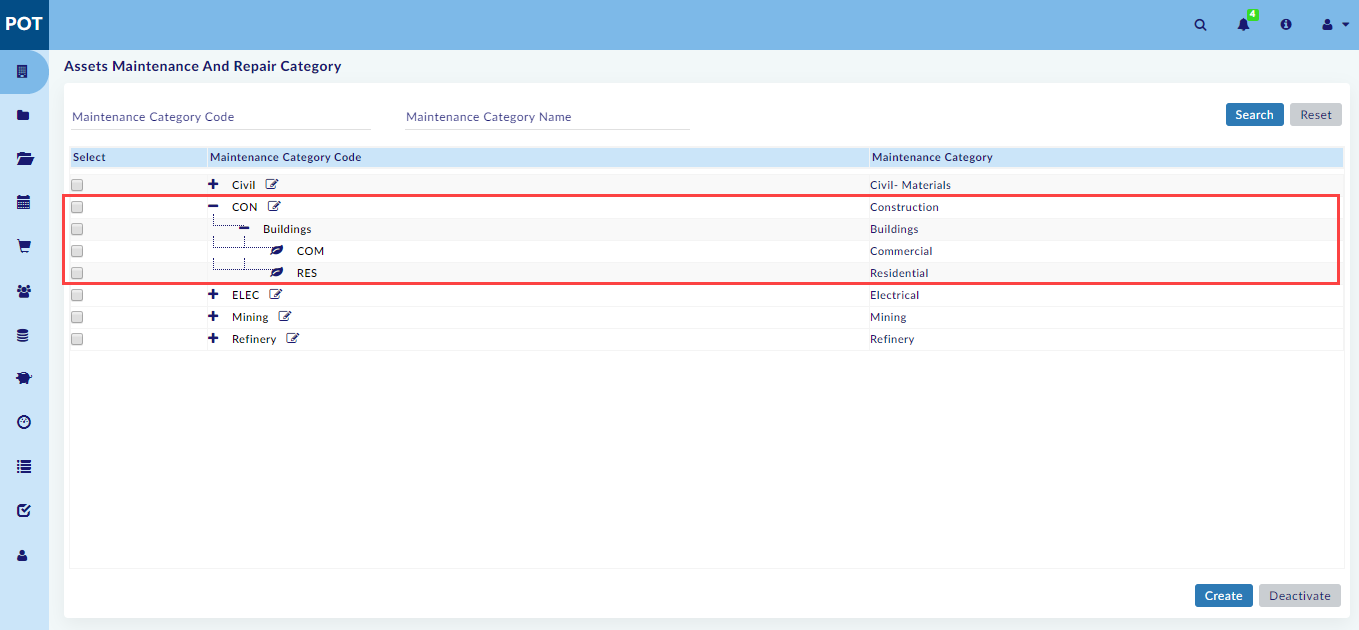 POT
4
Assets Maintenance And Repair Category
Maintenance Category Code Maintenance Category Name Search Reset
Select Maintenance Category Code Maintenance Category
Civil Civil- Materials
CON Construction
Buildings Buildings
COM Commercial
RES Residential
ELEC Electrical
Mining Mining
Refinery Refinery
Create Deactivate